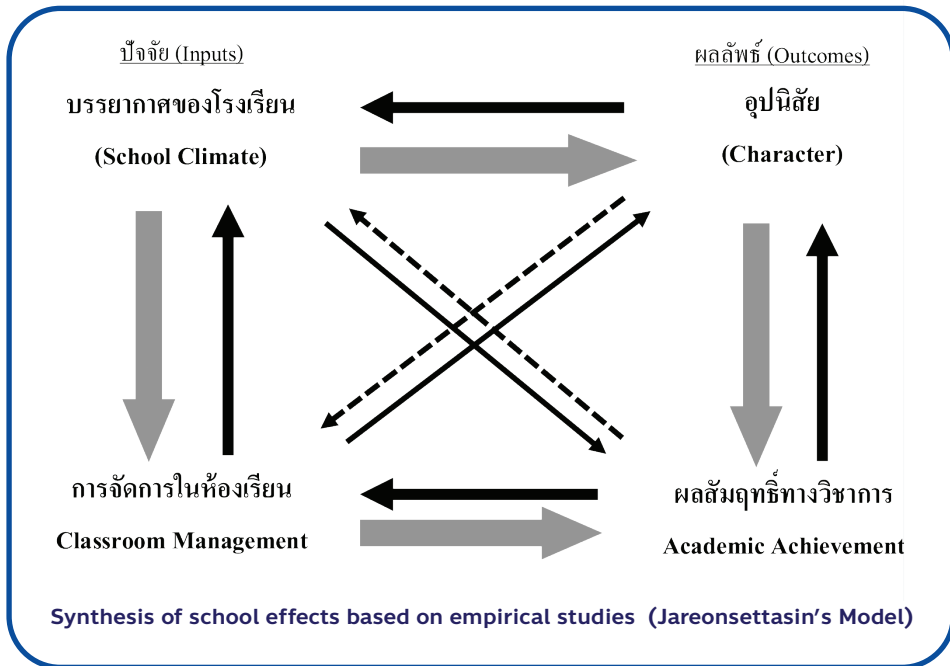 ปัจจัย (Inputs)
บรรยากาศของโรงเรียน
(School Climate)
ผลลัพธ์ (Outcomes)
อุปนิสัย
(Character)
การจัดการในห้องเรียน
Classroom Management
ผลสัมฤทธิ์ทางวิชาการ
Academic Achievement
Synthesis of school effects based on empirical studies (Jareonsettasin’s Model)